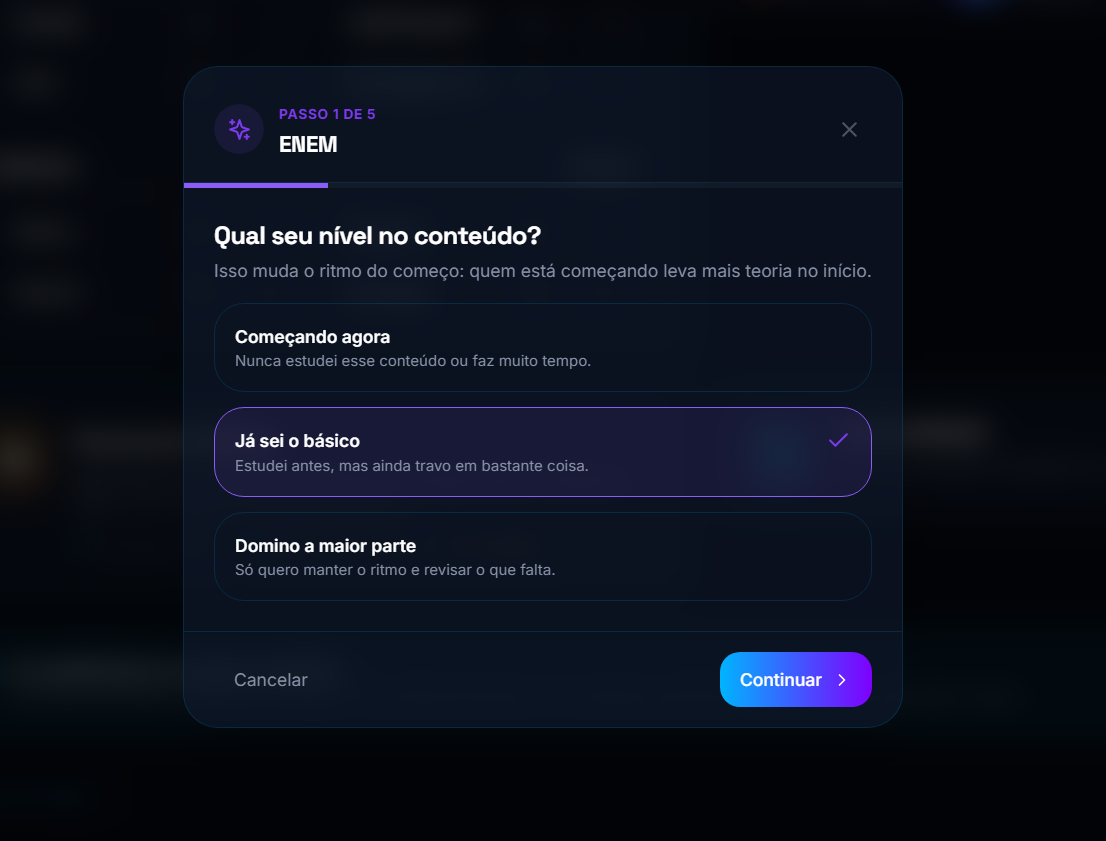 PASSO 1 DE 5
ENEM
Qual seu nível no conteúdo?
Isso muda o ritmo do começo: quem está começando leva mais teoria no início.
Começando agora
Nunca estudei esse conteúdo ou faz muito tempo.
Já sei o básico
Estudei antes, mas ainda travo em bastante coisa.
Domino a maior parte
Só quero manter o ritmo e revisar o que falta.
Cancelar
Continuar